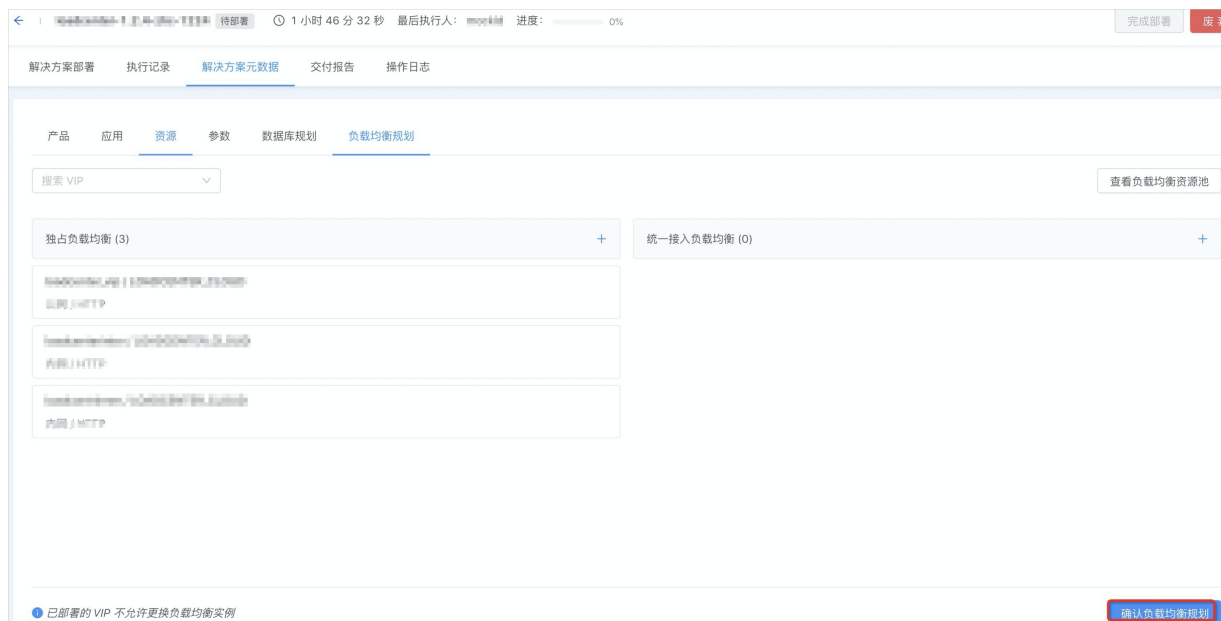 待部署 1 小时 46 分 32 秒 最后执行人： 进度： 0% 完成部署 废
解决方案部署 执行记录 解决方案元数据 交付报告 操作日志
产品 应用 资源 参数 数据库规划 负载均衡规划
搜索 VIP 查看负载均衡资源池
独占负载均衡 (3) + 统一接入负载均衡 (0) +
/ HTTP
内网 / HTTP
内网 / HTTP
已部署的 VIP 不允许更换负载均衡实例 确认负载均衡规划